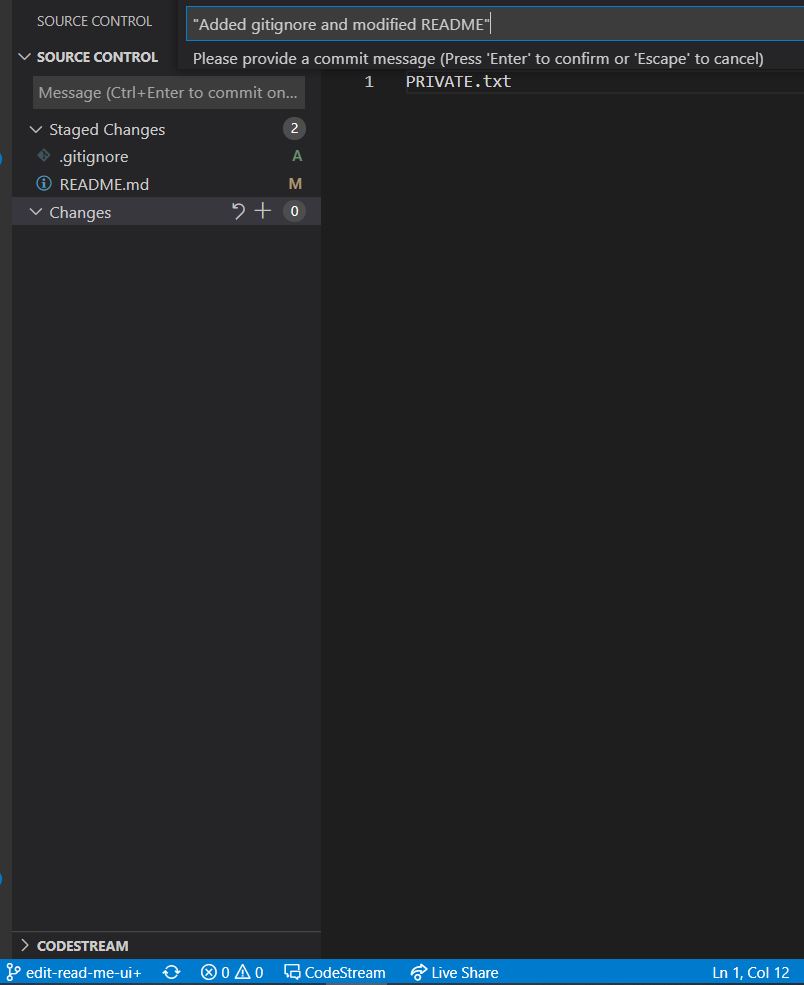 SOURCE CONTROL
"Added gitignore and modified README"
SOURCE CONTROL
Please provide a commit message (Press 'Enter' to confirm or 'Escape' to cancel)
Message (Ctrl+Enter to commit on...
1 PRIVATE.txt
Staged Changes 2
.gitignore A
README.md M
Changes 0
CODESTREAM
edit-read-me-ui+ 0 0 CodeStream Live Share Ln 1, Col 12